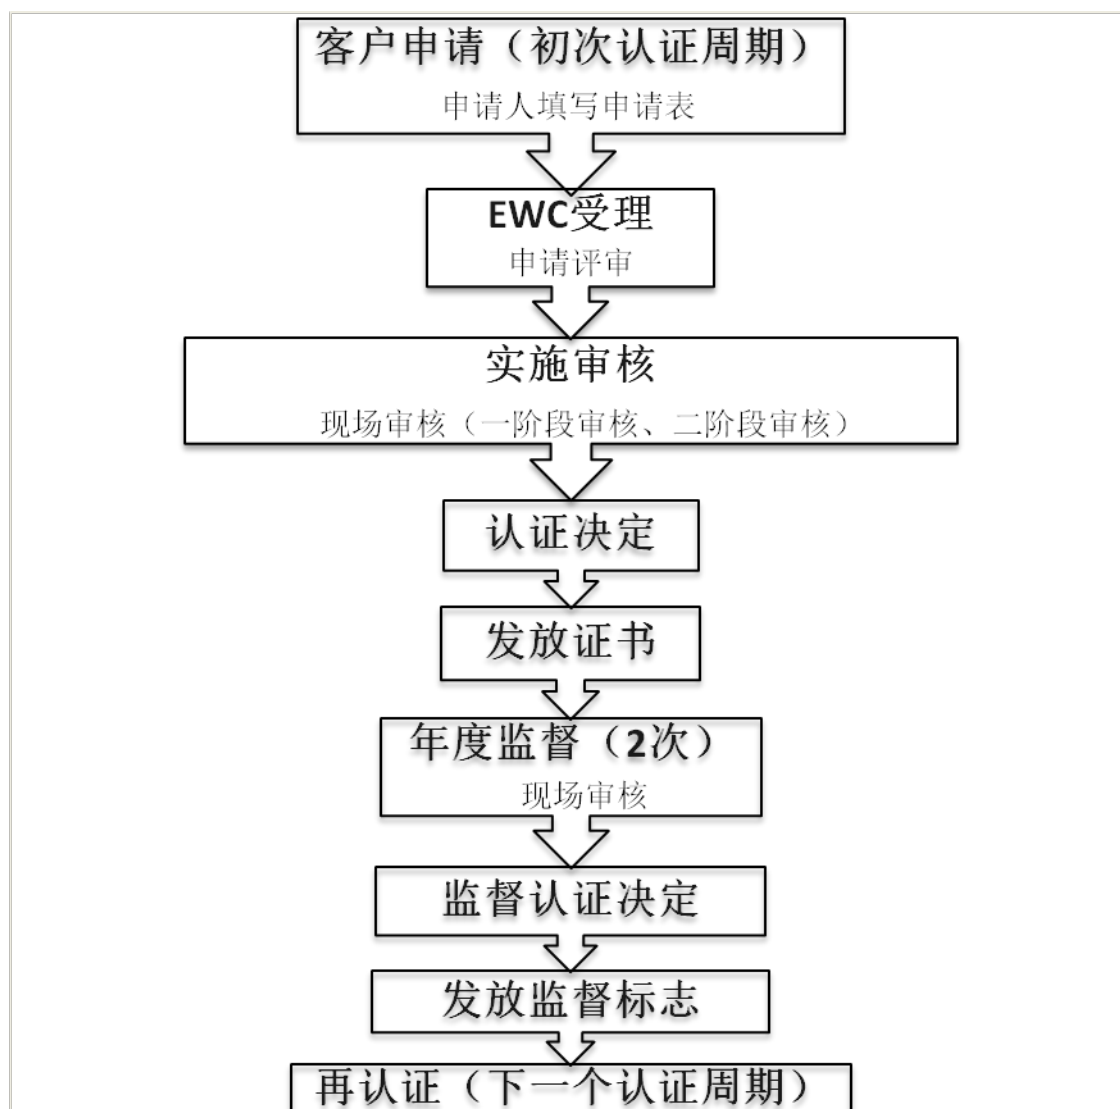 客户申请（初次认证周期）
申请人填写申请表
EWC受理
申请评审
实施审核
现场审核（一阶段审核、二阶段审核）
认证决定
发放证书
年度监督（2次）
现场审核
监督认证决定
发放监督标志
再认证（下一个认证周期）